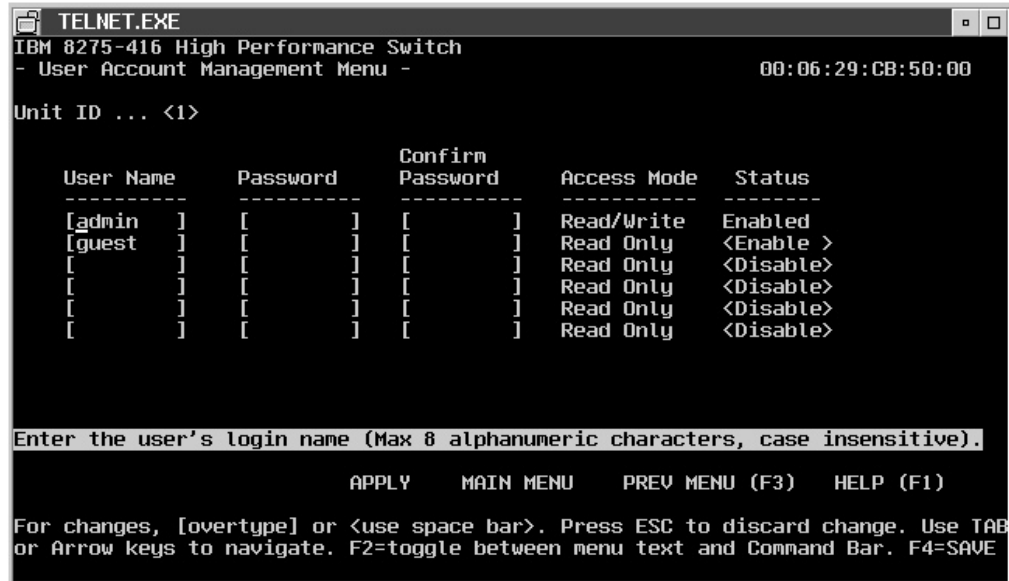 TELNET.EXE
IBM 8275-416 High Performance Switch
- User Account Management Menu - 00:06:29:CB:50:00
Unit ID ... <1>
Confirm
User Name Password Password Access Mode Status
---------- ---------- ---------- ----------- --------
[admin ] [ ] [ ] Read/Write Enabled
[guest ] [ ] [ ] Read Only <Enable >
[ ] [ ] [ ] Read Only <Disable>
[ ] [ ] [ ] Read Only <Disable>
[ ] [ ] [ ] Read Only <Disable>
[ ] [ ] [ ] Read Only <Disable>
Enter the user's login name (Max 8 alphanumeric characters, case insensitive).
APPLY MAIN MENU PREV MENU (F3) HELP (F1)
For changes, [overtype] or <use space bar>. Press ESC to discard change. Use TAB
or Arrow keys to navigate. F2=toggle between menu text and Command Bar. F4=SAVE